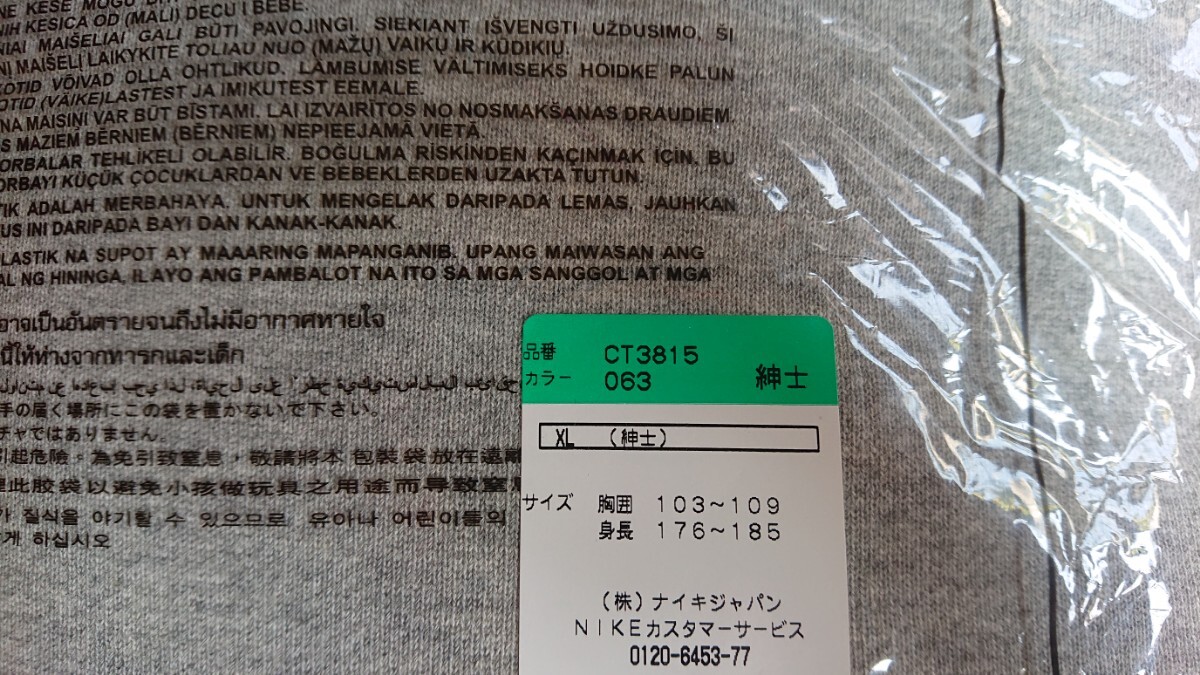 NE KESE MOGU
NIH KESICA OD (MALI) DECU I BEBE.
NIAI MAIŠELIAI GALI BŪTI PAVOJINGI, SIEKIANT IŠVENGTI UŽDUSIMO, ŠĮ
NĮ MAIŠELĮ LAIKYKITE TOLIAU NUO (MAŽŲ) VAIKŲ IR KŪDIKIŲ.
KOTID VÕIVAD OLLA OHTLIKUD, LÄMBUMISE VÄLTIMISEKS HOIDKE PALUN
KOTID (VÄIKE)LASTEST JA IMIKUTEST EEMALE.
NA MAISIŅI VAR BŪT BĪSTAMI, LAI IZVAIRĪTOS NO NOSMAKŠANAS DRAUDIEM,
S MAZIEM BĒRNIEM (BĒRNIEM) NEPIEEJAMĀ VIETĀ.
ORBALAR TEHLİKELİ OLABİLİR. BOĞULMA RİSKİNDEN KAÇINMAK İÇİN, BU
ORBAYI KÜÇÜK ÇOCUKLARDAN VE BEBEKLERDEN UZAKTA TUTUN.
TIK ADALAH MERBAHAYA, UNTUK MENGELAK DARIPADA LEMAS, JAUHKAN
US INI DARIPADA BAYI DAN KANAK-KANAK.
LASTIK NA SUPOT AY MAAARING MAPANGANIB, UPANG MAIWASAN ANG
AL NG HININGA, ILAYO ANG PAMBALOT NA ITO SA MGA SANGGOL AT MGA
อาจเป็นอันตรายจนถึงไม่มีอากาศหายใจ
นี้ให้ห่างจากทารกและเด็ก
手の届く場所にこの袋を置かないで下さい。
チャではありません。
引起危險。為免引致窒息,敬請將本 包裝袋放在遠離
此胶袋以避免小孩做玩具之用途而导致窒息
가 질식을 야기할 수 있으므로 유아나 어린이들의
게 하십시오
品番 CT3815
カラー 063 紳士
XL (紳士)
サイズ 胸囲 103~109
身長 176~185
(株)ナイキジャパン
NIKEカスタマーサービス
0120-6453-77